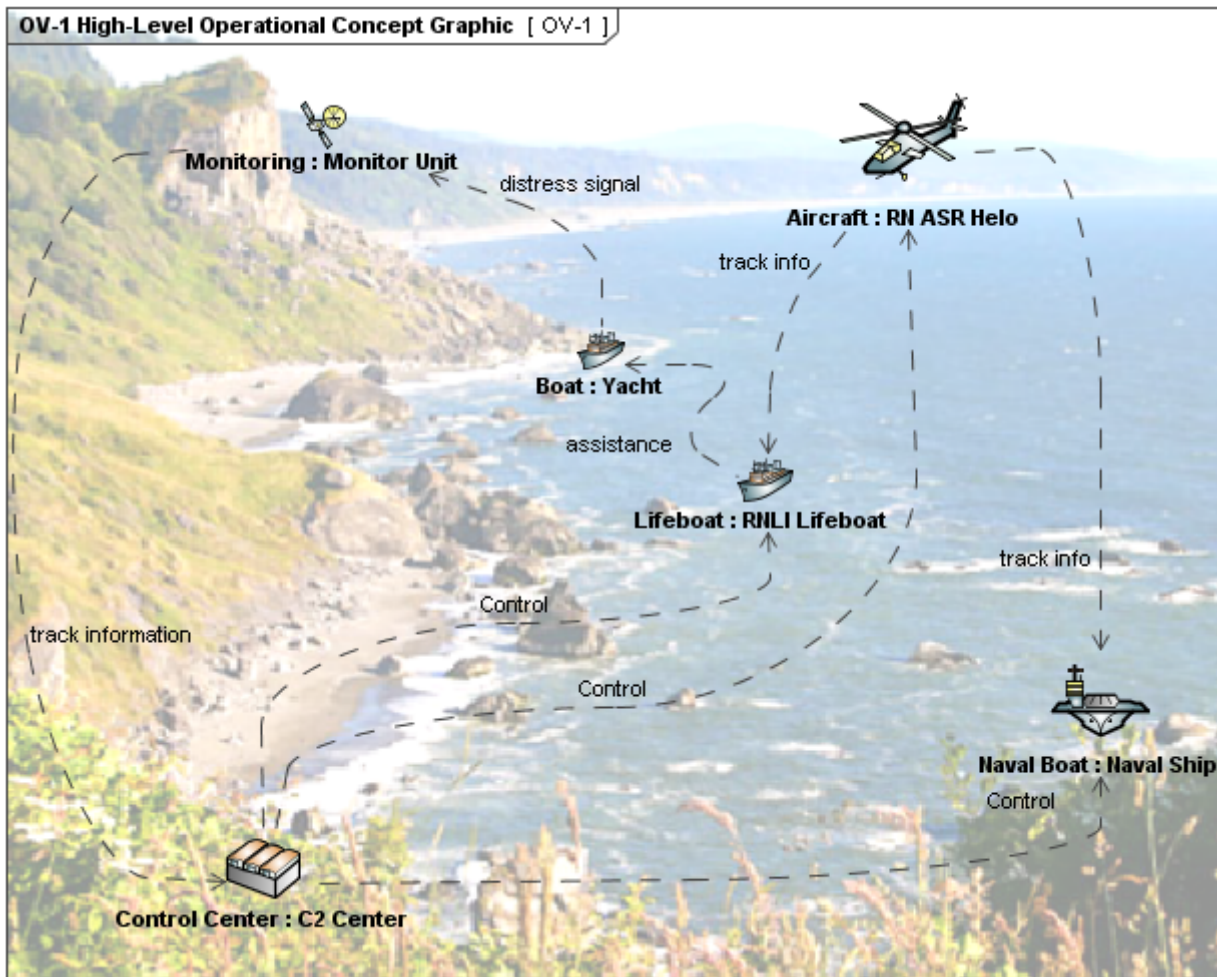 OV-1 High-Level Operational Concept Graphic [ OV-1 ]
Monitoring : Monitor Unit
distress signal
Aircraft : RN ASR Helo
track info
Boat : Yacht
assistance
Lifeboat : RNLI Lifeboat
track info
Control
track information
Control
Naval Boat : Naval Ship
Control
Control Center : C2 Center